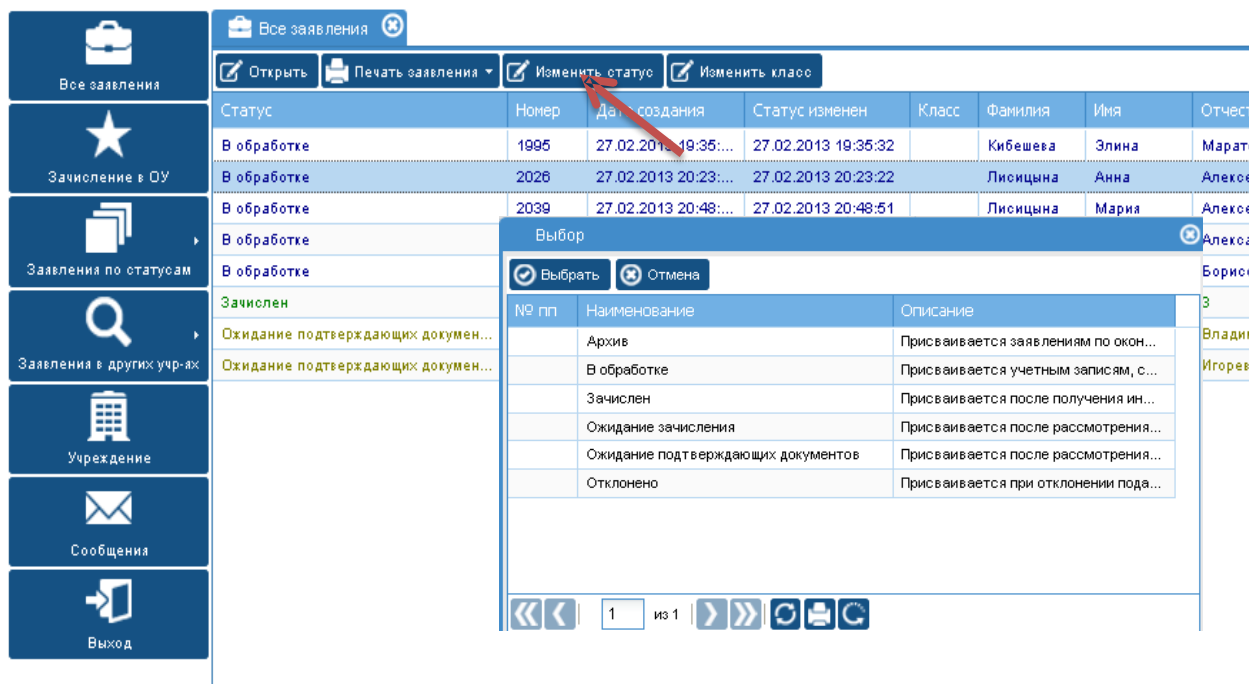 Все заявления
Зачисление в ОУ
Заявления по статусам
Заявления в других учр-ях
Учреждение
Сообщения
Выход
Все заявления
Открыть Печать заявления Изменить статус Изменить класс
Статус Номер Дата создания Статус изменен Класс Фамилия Имя Отчест
В обработке 1995 27.02.2013 19:35:... 27.02.2013 19:35:32 Кибешева Элина Марат
В обработке 2026 27.02.2013 20:23:... 27.02.2013 20:23:22 Лисицына Анна Алексе
В обработке 2039 27.02.2013 20:48:... 27.02.2013 20:48:51 Лисицына Мария Алексе
В обработке Алекса
В обработке Борисо
Зачислен З
Ожидание подтверждающих докумен... Влади
Ожидание подтверждающих докумен... Игорев
Выбор
Выбрать Отмена
№ пп Наименование Описание
Архив Присваивается заявлениям по окон...
В обработке Присваивается учетным записям, с...
Зачислен Присваивается после получения ин...
Ожидание зачисления Присваивается после рассмотрения...
Ожидание подтверждающих документов Присваивается после рассмотрения...
Отклонено Присваивается при отклонении пода...
1 из 1